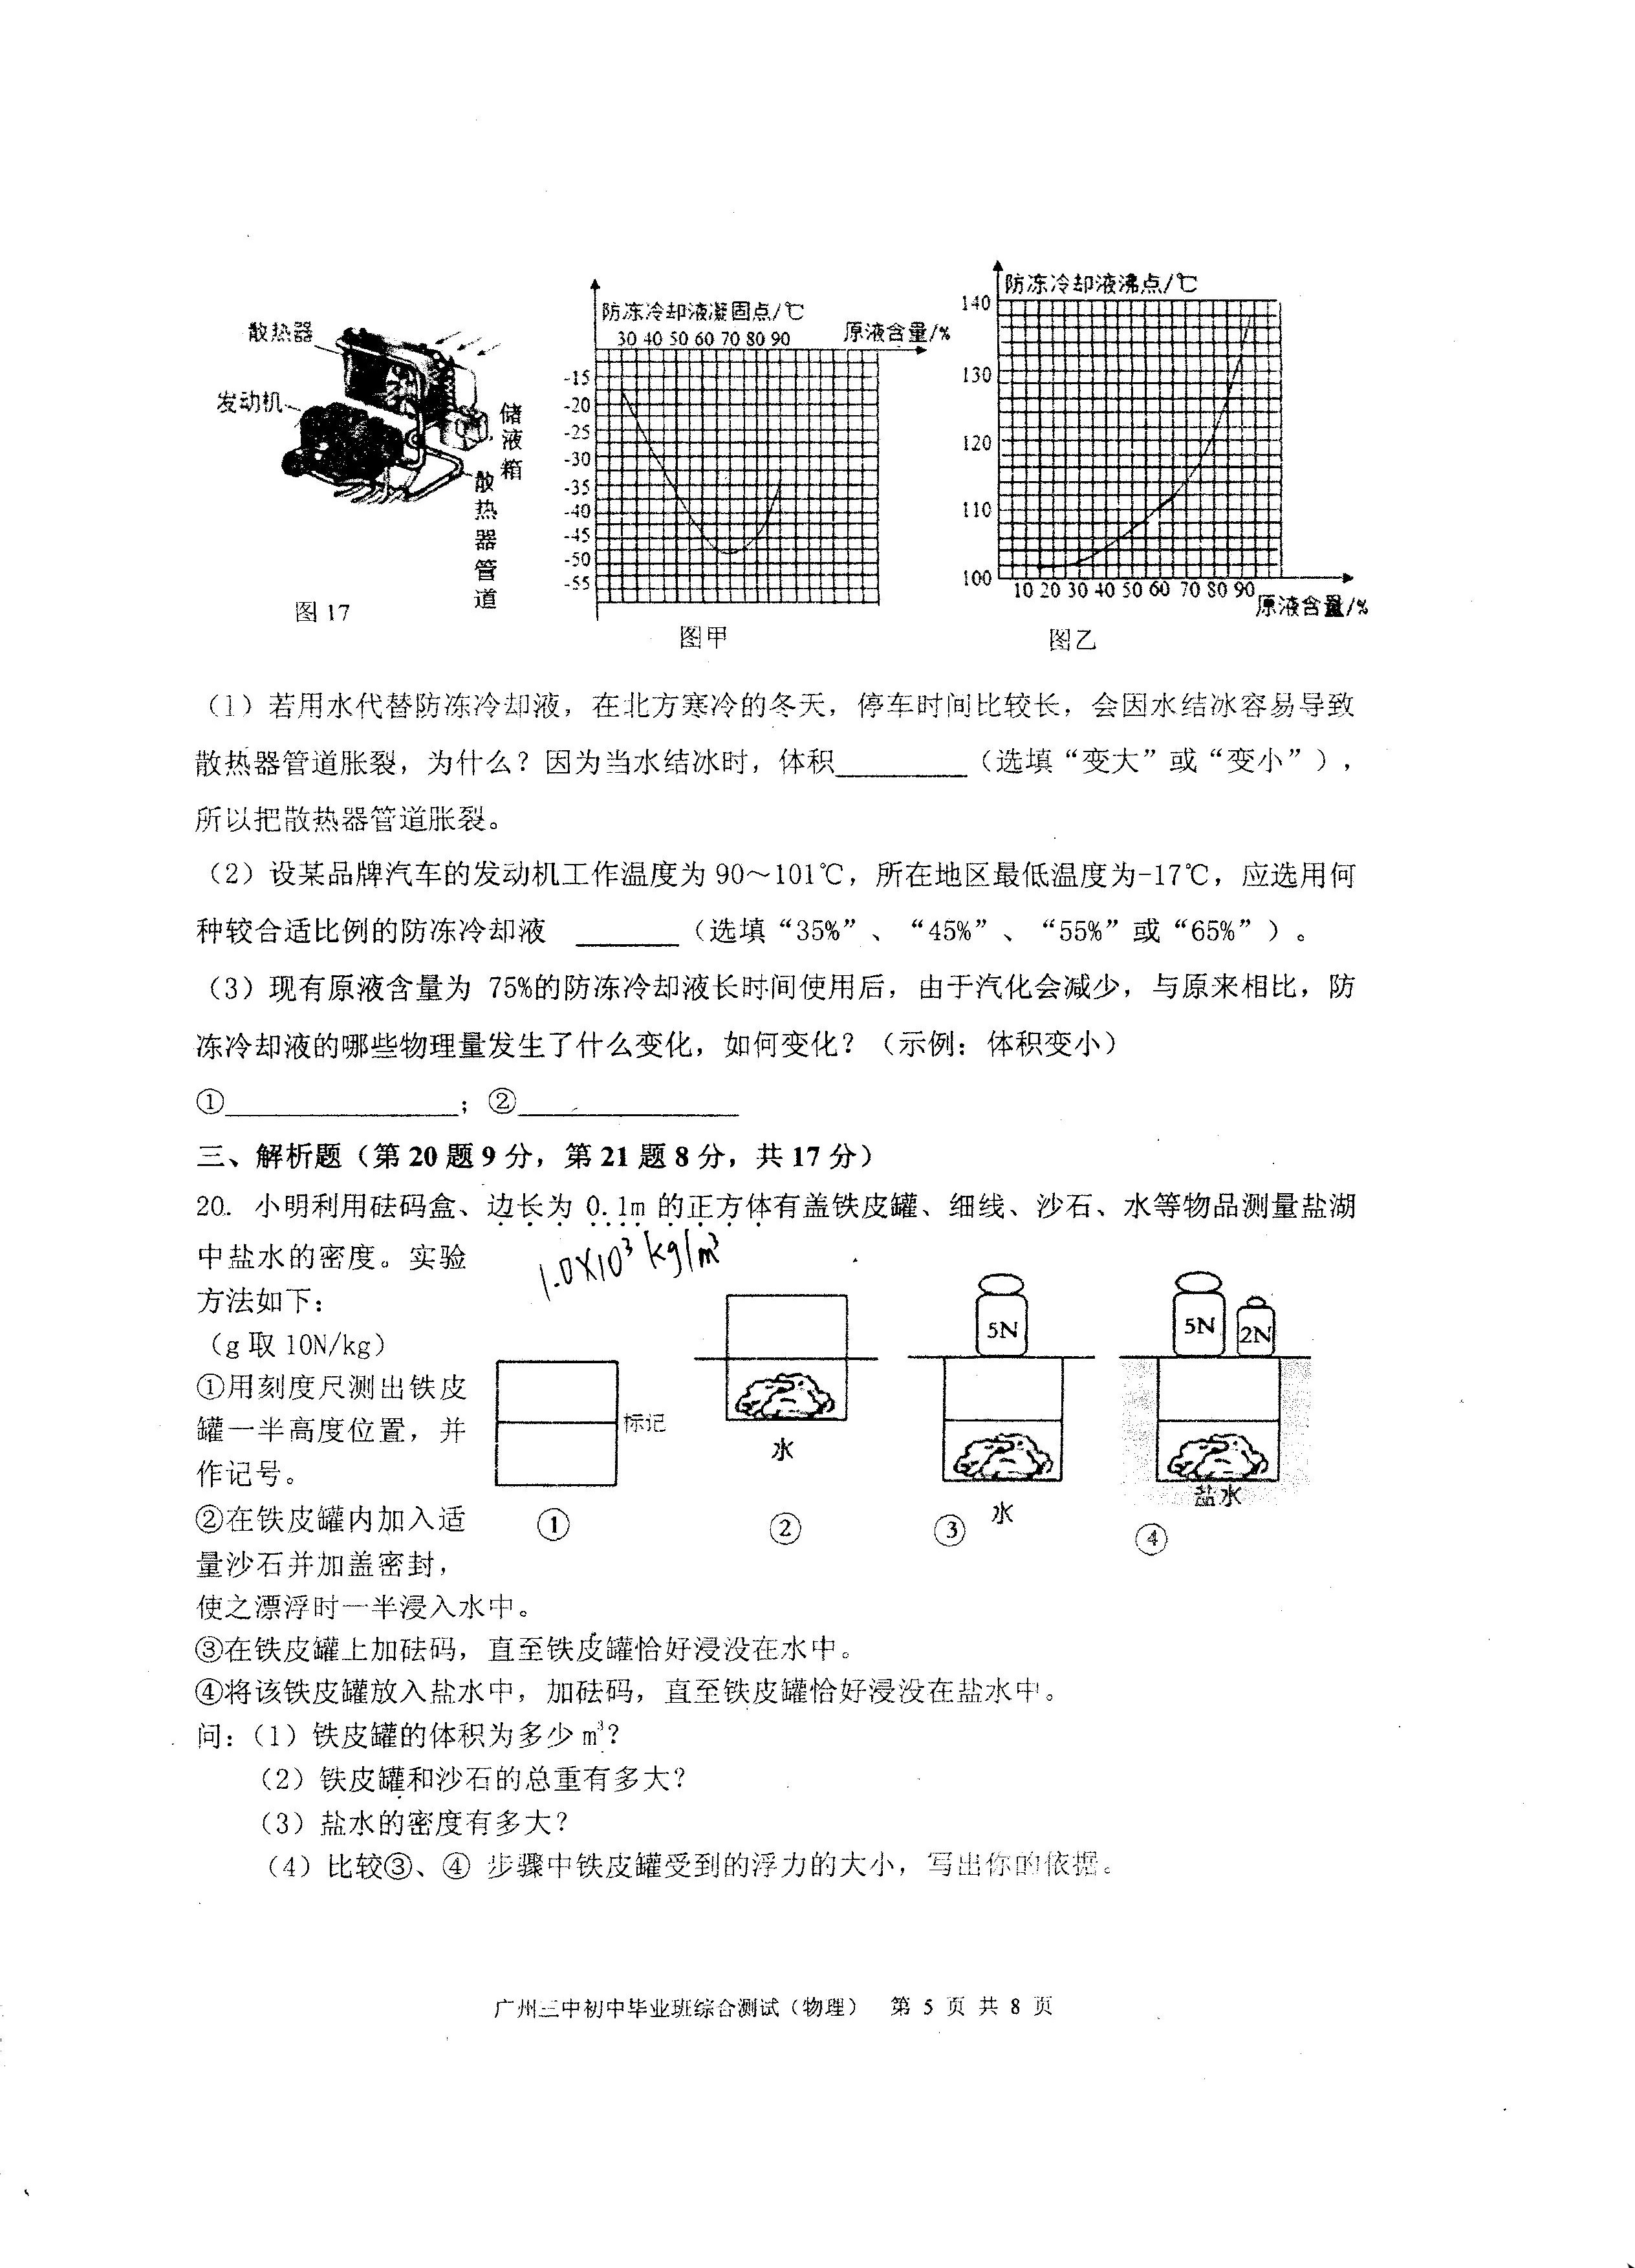 散热器
发动机
储液箱
散热器管道
图 17
防冻冷却液凝固点/℃
30 40 50 60 70 80 90
原液含量/%
-15
-20
-25
-30
-35
-40
-45
-50
-55
图甲
防冻冷却液沸点/℃
140
130
120
110
100
10 20 30 40 50 60 70 80 90
原液含量/%
图乙
（1）若用水代替防冻冷却液，在北方寒冷的冬天，停车时间比较长，会因水结冰容易导致
散热器管道胀裂，为什么？因为当水结冰时，体积________（选填“变大”或“变小”），
所以把散热器管道胀裂。
（2）设某品牌汽车的发动机工作温度为 90～101℃，所在地区最低温度为-17℃，应选用何
种较合适比例的防冻冷却液 ______（选填“35%”、“45%”、“55%”或“65%”）。
（3）现有原液含量为 75%的防冻冷却液长时间使用后，由于汽化会减少，与原来相比，防
冻冷却液的哪些物理量发生了什么变化，如何变化？（示例：体积变小）
①______________；②_____________
三、解析题（第 20 题 9 分，第 21 题 8 分，共 17 分）
20. 小明利用砝码盒、边长为 0.1m 的正方体有盖铁皮罐、细线、沙石、水等物品测量盐湖
中盐水的密度。实验
1.0×10³ kg/m³
方法如下：
（g 取 10N/kg）
①用刻度尺测出铁皮
罐一半高度位置，并
作记号。
②在铁皮罐内加入适
量沙石并加盖密封，
使之漂浮时一半浸入水中。
标记
①
水
②
5N
水
③
5N
2N
盐水
④
③在铁皮罐上加砝码，直至铁皮罐恰好浸没在水中。
④将该铁皮罐放入盐水中，加砝码，直至铁皮罐恰好浸没在盐水中。
问：（1）铁皮罐的体积为多少 m³？
（2）铁皮罐和沙石的总重有多大？
（3）盐水的密度有多大？
（4）比较③、④ 步骤中铁皮罐受到的浮力的大小，写出你的依据。
广州三中初中毕业班综合测试（物理） 第 5 页 共 8 页